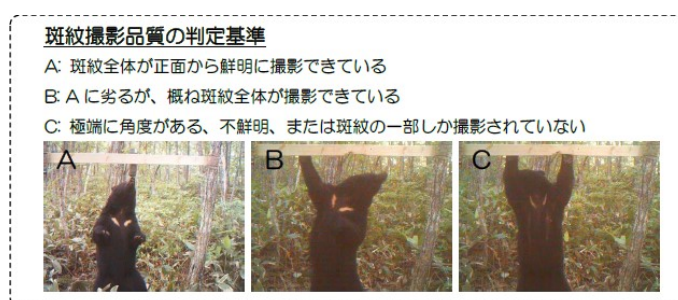 斑紋撮影品質の判定基準
A: 斑紋全体が正面から鮮明に撮影できている
B: A に劣るが、概ね斑紋全体が撮影できている
C: 極端に角度がある、不鮮明、または斑紋の一部しか撮影されていない
A B C